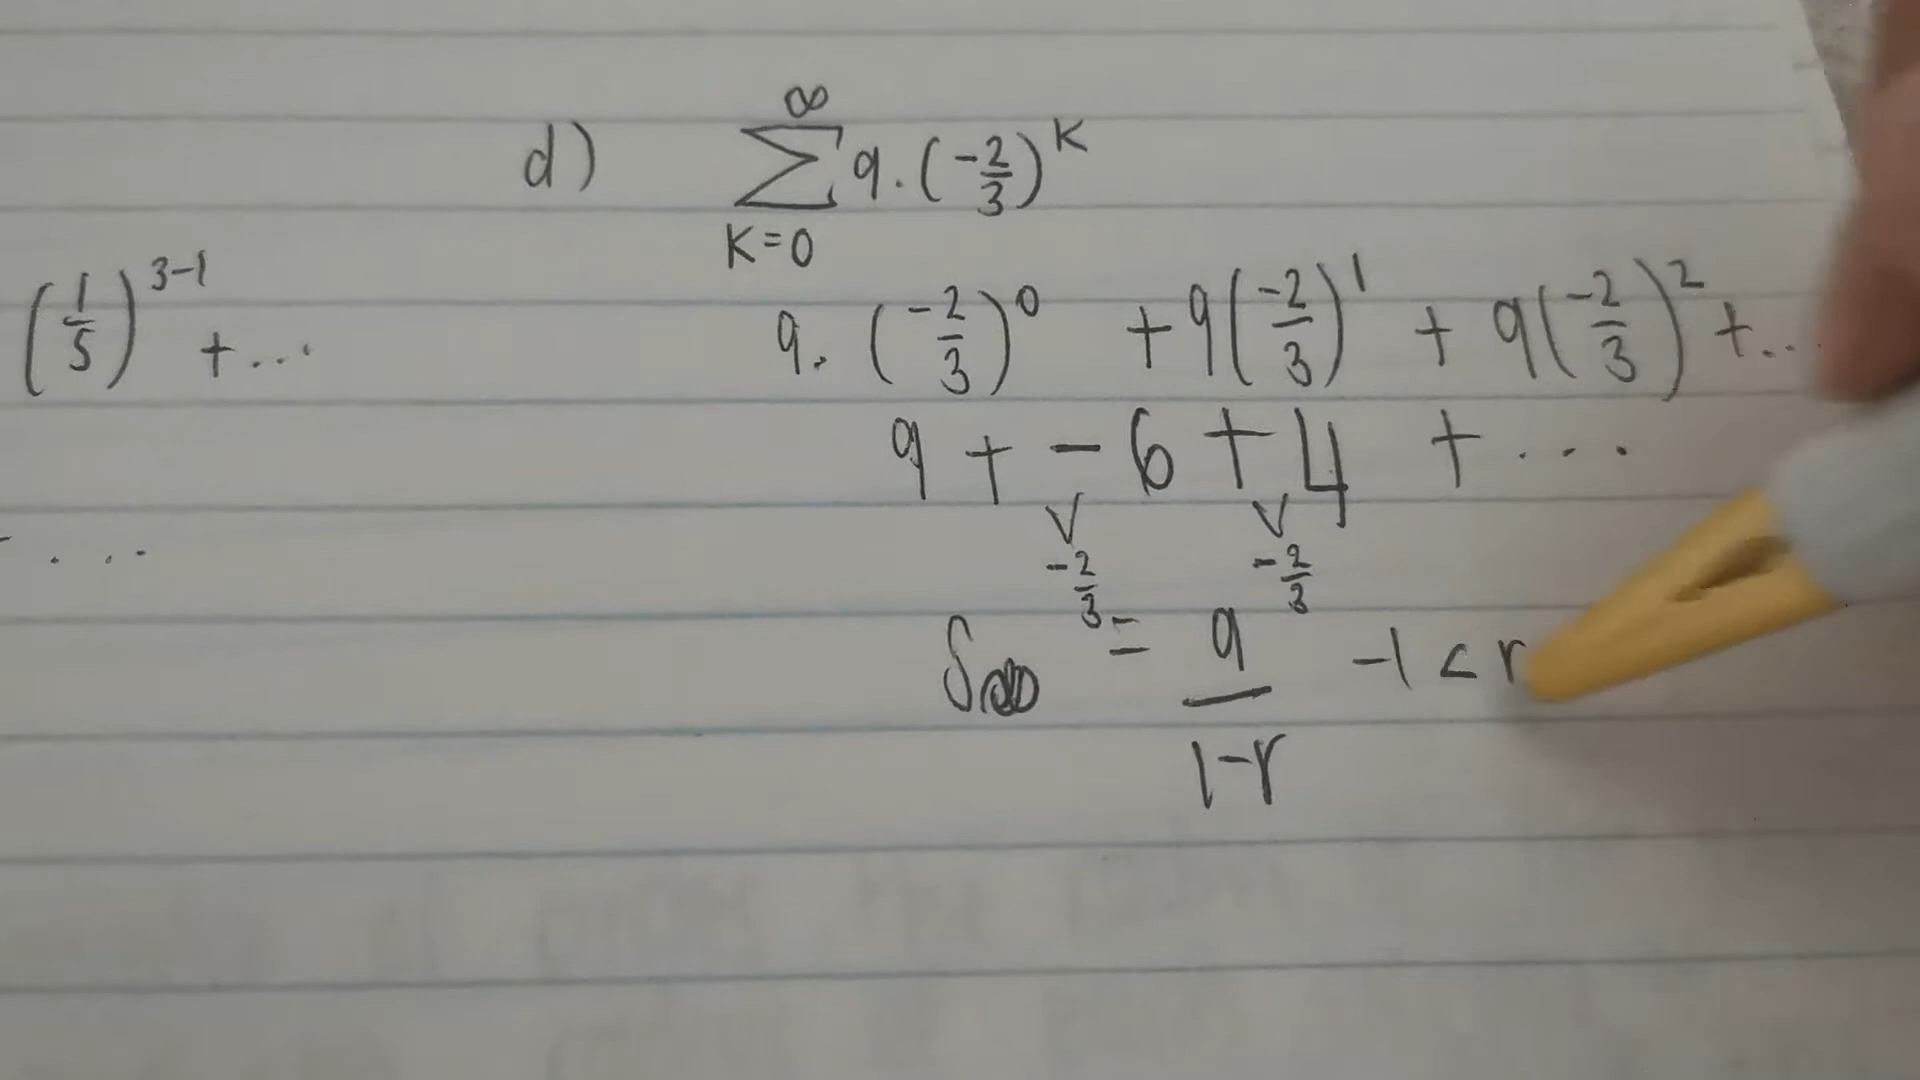 d) ∞
∑ 9 · (-2/3)^K
K=0
(1/5)^3-1 + ...
9 · (-2/3)^0 + 9(-2/3)^1 + 9(-2/3)^2 + ...
9 + -6 + 4 + ...
....
-2/3 -2/3
S∞ = 9/1-r -1 < r